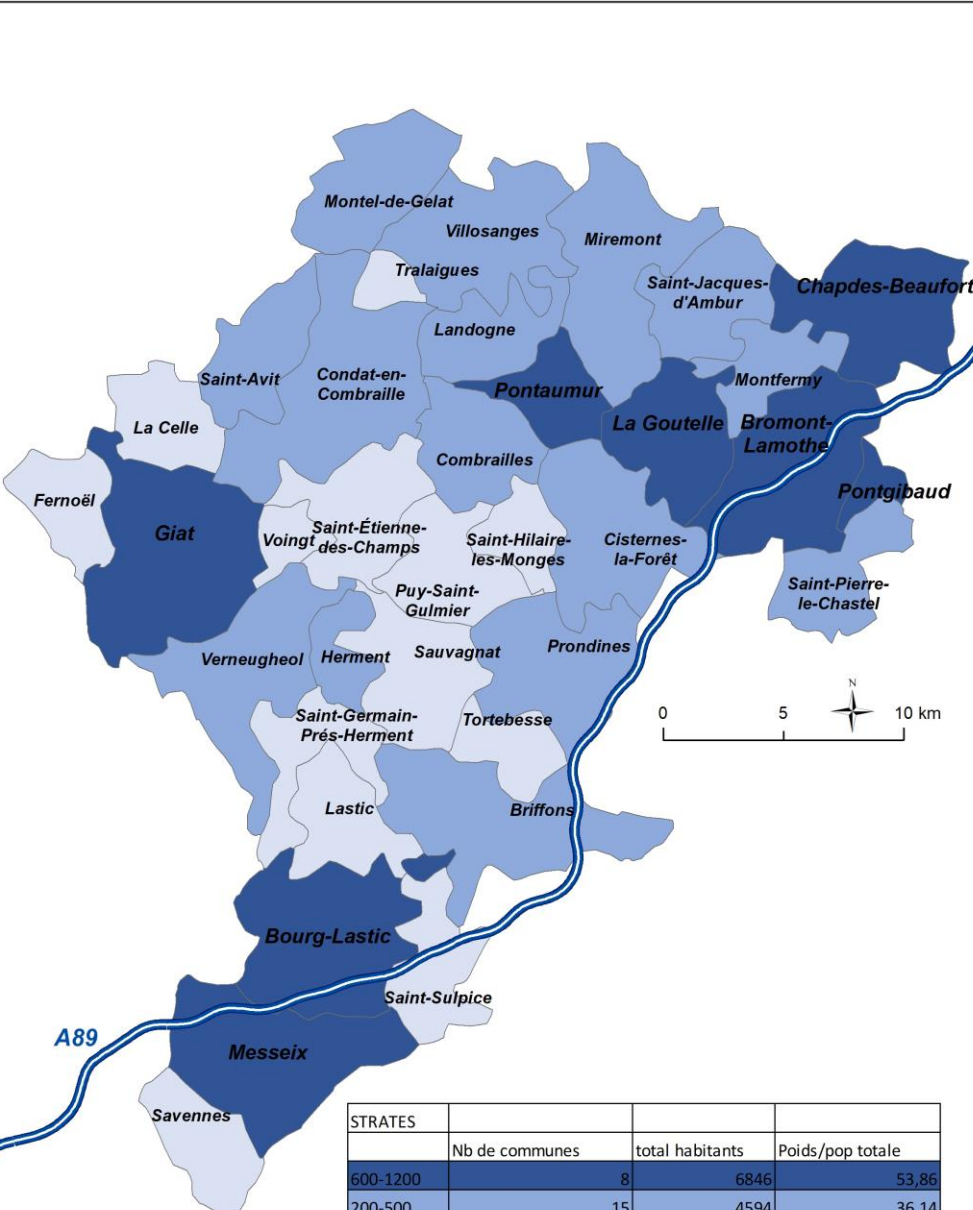 Montel-de-Gelat
Villosanges
Miremont
Tralaigues
Saint-Jacques-
d'Ambur
Chapdes-Beaufort
Landogne
Saint-Avit
Condat-en-
Combraille
Pontaumur
Montfermy
La Celle
La Goutelle
Bromont-
Lamothe
Combrailles
Fernoël
Giat
Voingt
Saint-Étienne-
des-Champs
Saint-Hilaire-
les-Monges
Cisternes-
la-Forêt
Pontgibaud
Puy-Saint-
Gulmier
Saint-Pierre-
le-Chastel
Verneugheol
Herment
Sauvagnat
Prondines
N
0 5 10 km
Saint-Germain-
Prés-Herment
Tortebesse
Lastic
Briffons
Bourg-Lastic
Saint-Sulpice
A89
Messeix
Savennes
STRATES
Nb de communes total habitants Poids/pop totale
600-1200 8 6846 53,86
200-500 15 4594 36,14